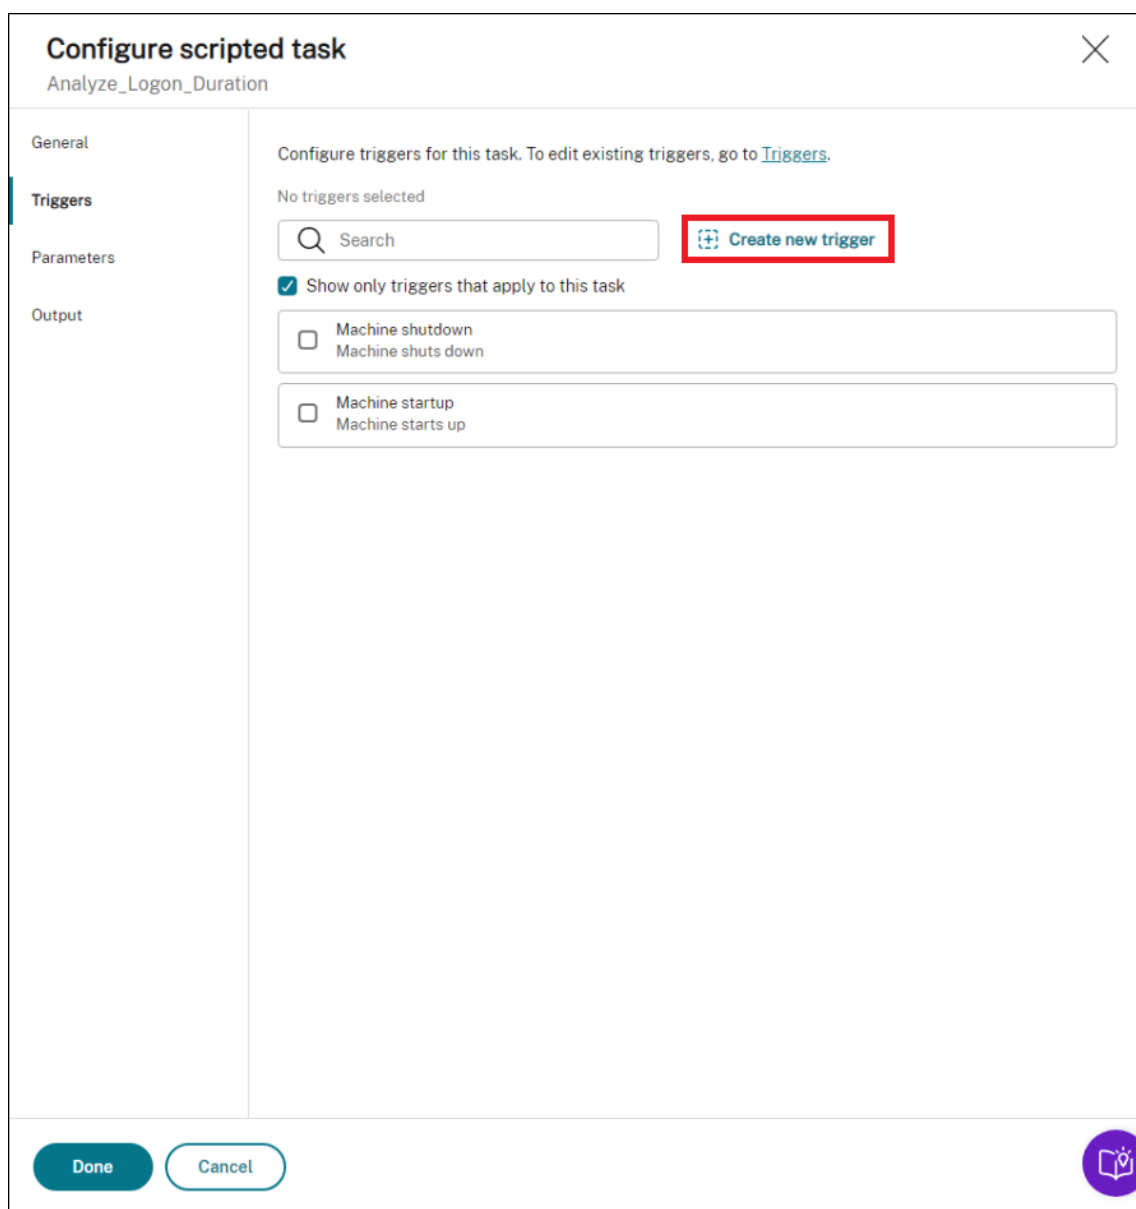 Configure scripted task
Analyze_Logon_Duration
General
Triggers
Parameters
Output
Configure triggers for this task. To edit existing triggers, go to Triggers.
No triggers selected
Search
Create new trigger
Show only triggers that apply to this task
Machine shutdown
Machine shuts down
Machine startup
Machine starts up
Done
Cancel